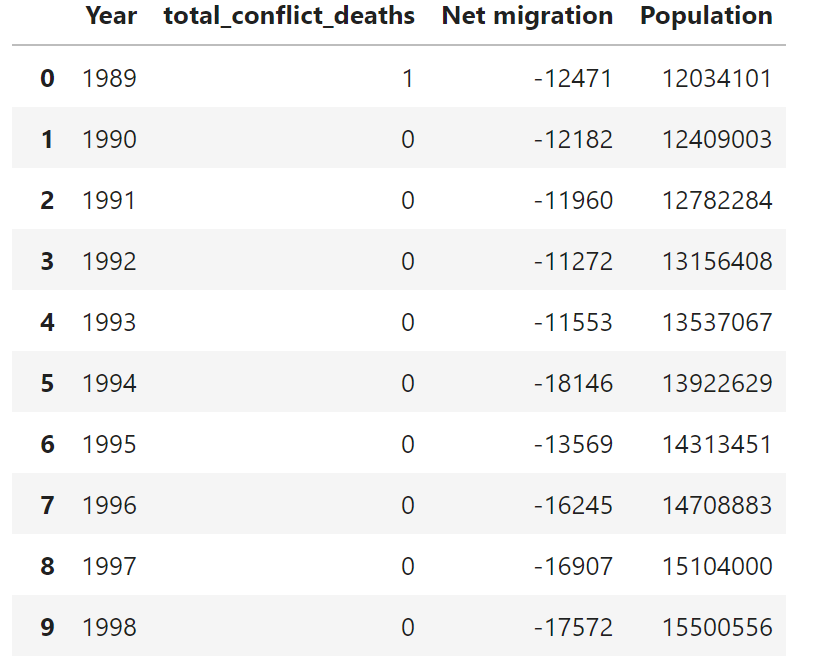 Year total_conflict_deaths Net migration Population
0 1989 1 -12471 12034101
1 1990 0 -12182 12409003
2 1991 0 -11960 12782284
3 1992 0 -11272 13156408
4 1993 0 -11553 13537067
5 1994 0 -18146 13922629
6 1995 0 -13569 14313451
7 1996 0 -16245 14708883
8 1997 0 -16907 15104000
9 1998 0 -17572 15500556